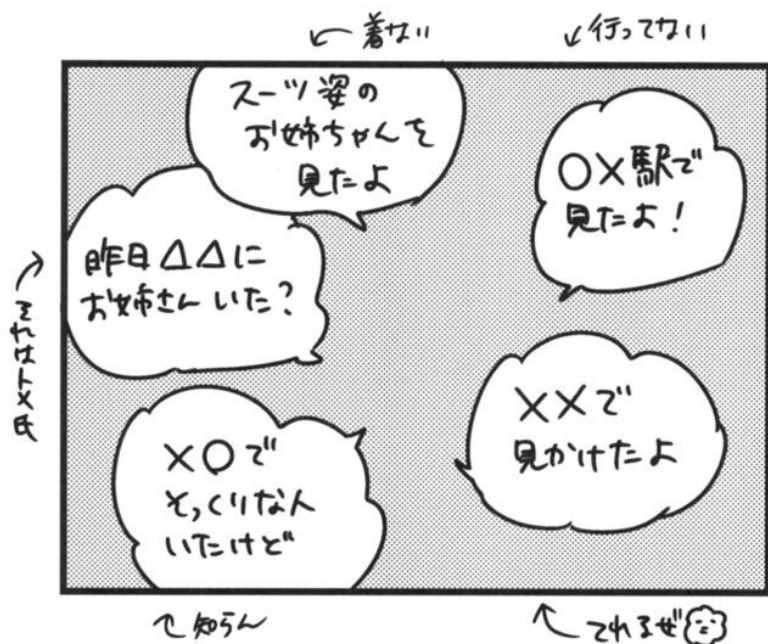 行ってない
〇×駅で
見たよ!
着ない
スーツ姿の
お姉ちゃんを
見たよ
昨日△△に
お姉さんいた?
それはトメ氏
××で
見かけたよ
てれるぜ
×〇で
そっくりな人
いたけど
知らん